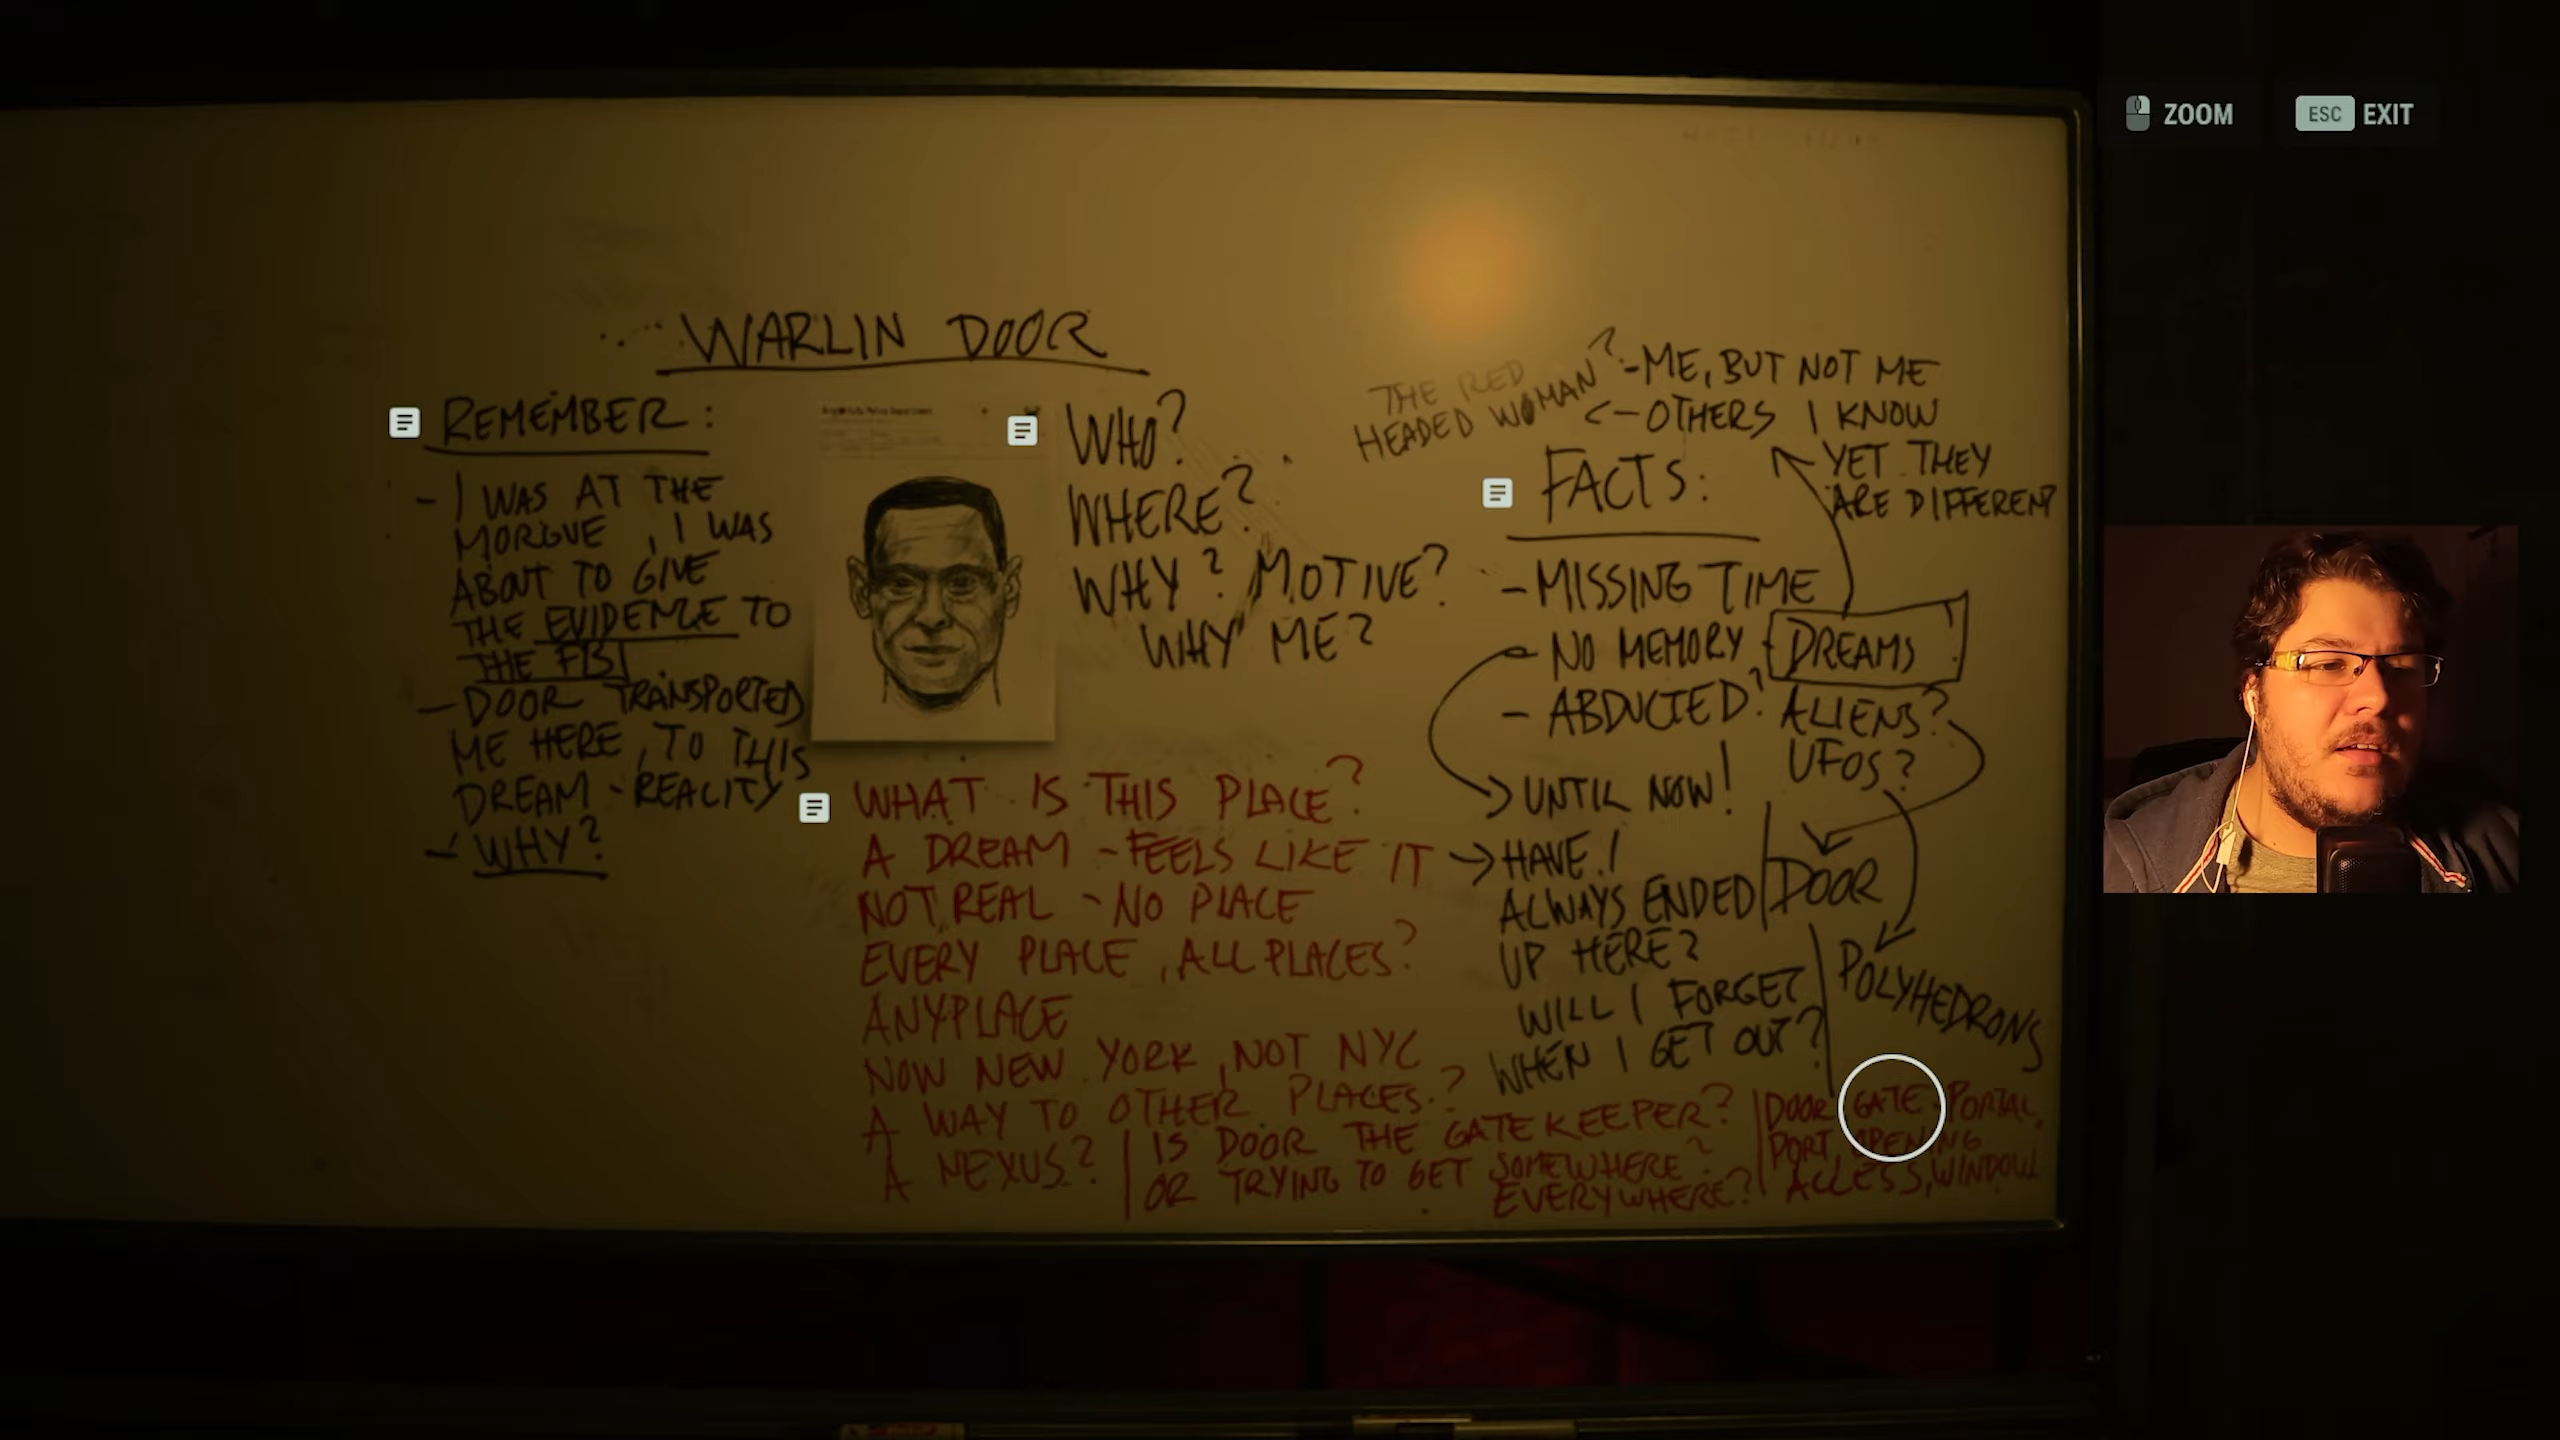 ZOOM
ESC EXIT
WARLIN DOOR
REMEMBER:
- I WAS AT THE
MORGUE, I WAS
ABOUT TO GIVE
THE EVIDENCE TO
THE FBI
- DOOR TRANSPORTED
ME HERE, TO THIS
DREAM - REALITY
- WHY?
WHO?
WHERE?
WHY? MOTIVE?
WHY ME?
THE RED
HEADED WOMAN?
- ME, BUT NOT ME
<- OTHERS I KNOW
YET THEY
ARE DIFFERENT
FACTS:
- MISSING TIME
- NO MEMORY - DREAMS
- ABDUCTED? ALIENS?
UFOS?
UNTIL NOW!
HAVE I
ALWAYS ENDED
UP HERE?
WILL I FORGET
WHEN I GET OUT?
DOOR
POLYHEDRONS
WHAT IS THIS PLACE?
A DREAM - FEELS LIKE IT
NOT REAL - NO PLACE
EVERY PLACE, ALL PLACES?
ANYPLACE
NOW NEW YORK, NOT NYC
A WAY TO OTHER PLACES?
A NEXUS?
IS DOOR THE GATEKEEPER?
OR TRYING TO GET SOMEWHERE?
EVERYWHERE?
DOOR GATE PORTAL,
PORT OPENING
ACCESS, WINDOW